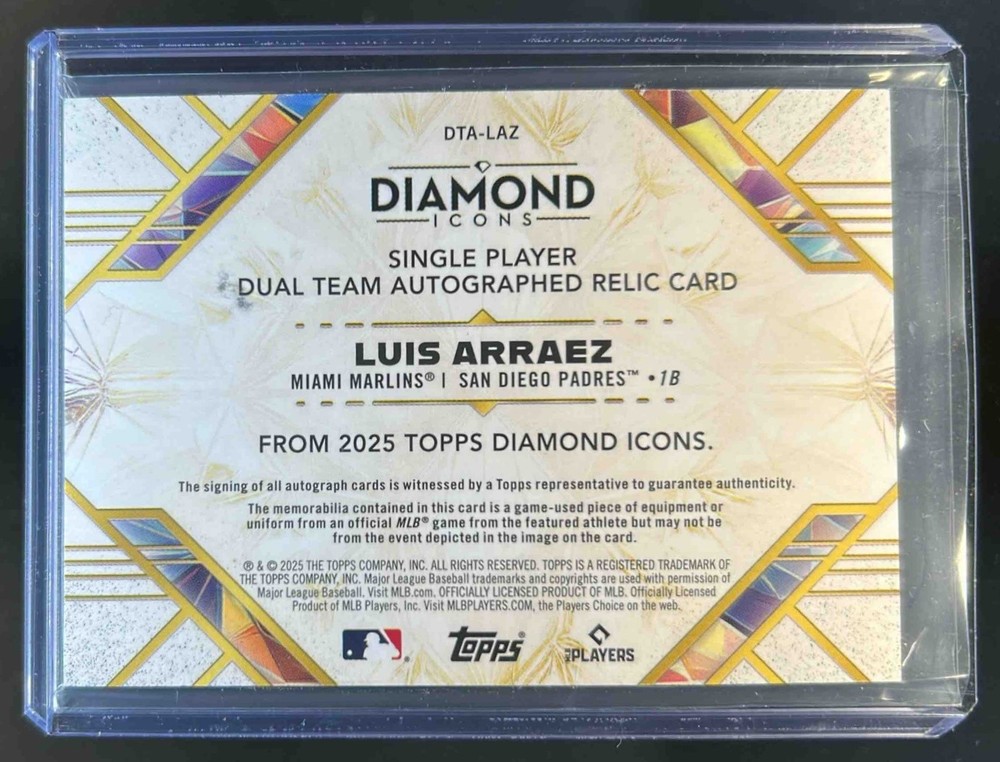 DTA-LAZ
DIAMOND
ICONS
SINGLE PLAYER
DUAL TEAM AUTOGRAPHED RELIC CARD
LUIS ARRAEZ
MIAMI MARLINS® | SAN DIEGO PADRES™ • 1B
FROM 2025 TOPPS DIAMOND ICONS.
The signing of all autograph cards is witnessed by a Topps representative to guarantee authenticity.
The memorabilia contained in this card is a game-used piece of equipment or
uniform from an official MLB® game from the featured athlete but may not be
from the event depicted in the image on the card.
® & © 2025 THE TOPPS COMPANY, INC. ALL RIGHTS RESERVED. TOPPS IS A REGISTERED TRADEMARK OF
THE TOPPS COMPANY, INC. Major League Baseball trademarks and copyrights are used with permission of
Major League Baseball. Visit MLB.com. OFFICIALLY LICENSED PRODUCT OF MLB. Officially Licensed
Product of MLB Players, Inc. Visit MLBPLAYERS.COM, the Players Choice on the web.
Topps®
MLB PLAYERS